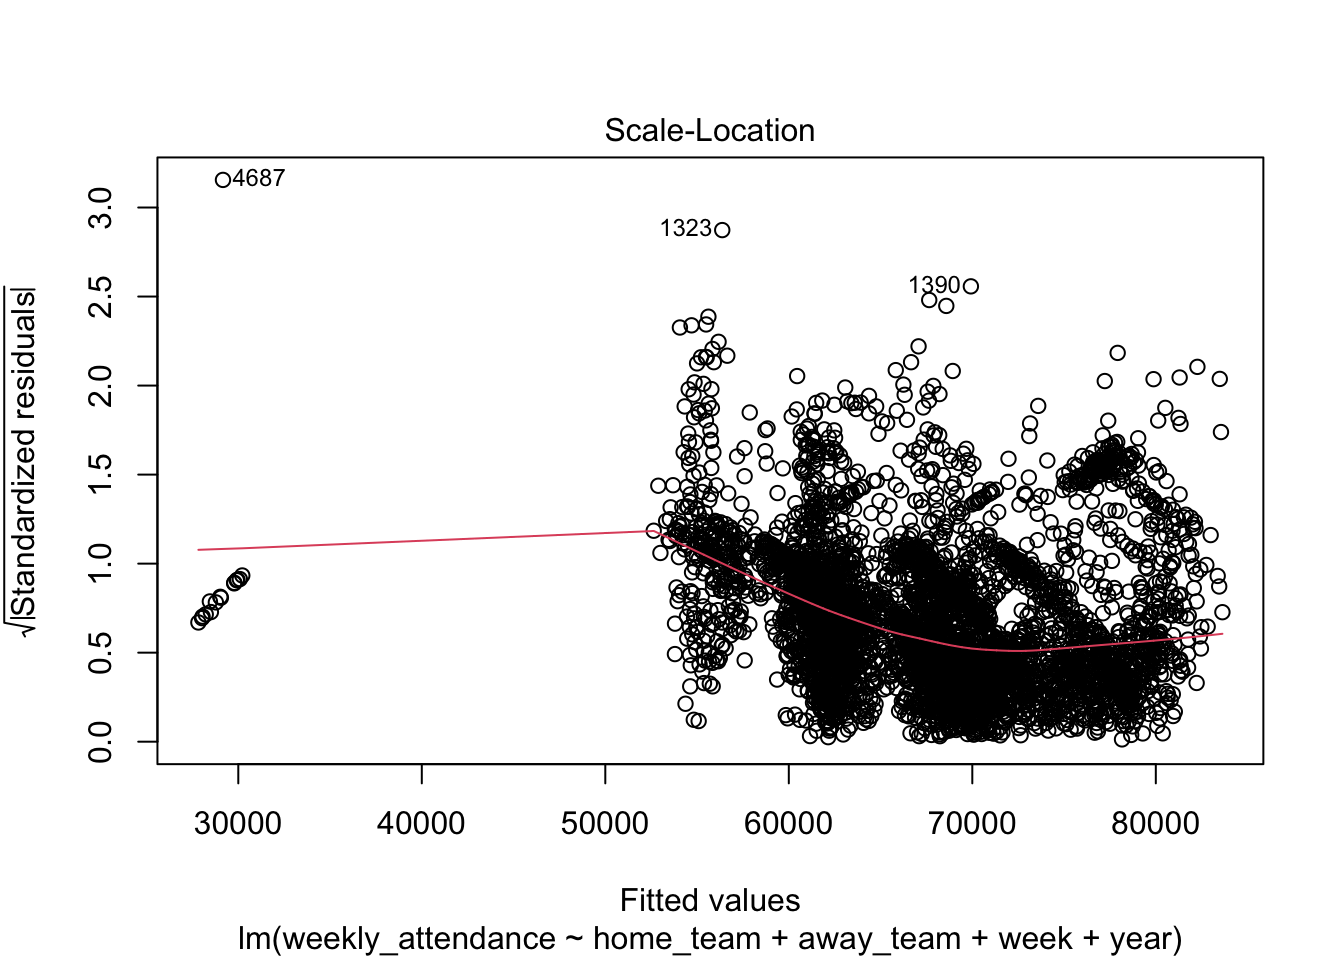 Scale-Location
4687
1323
1390
√|Standardized residuals|
3.0
2.5
2.0
1.5
1.0
0.5
0.0
30000 40000 50000 60000 70000 80000
Fitted values
lm(weekly_attendance ~ home_team + away_team + week + year)